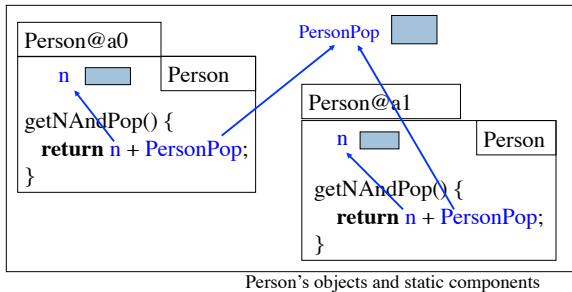 Person@a0
n
Person
getNAndPop() {
return n + PersonPop;
}
PersonPop
Person@a1
n
Person
getNAndPop() {
return n + PersonPop;
}
Person's objects and static components